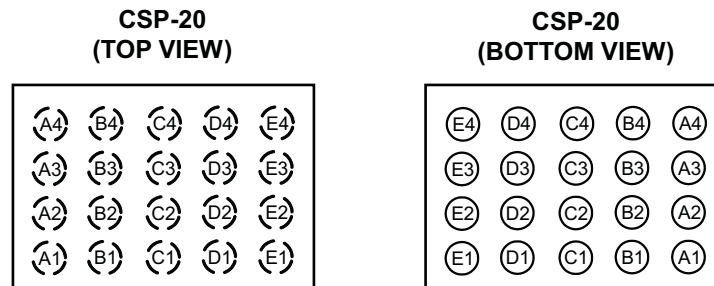 CSP-20
(TOP VIEW)
A4 B4 C4 D4 E4
A3 B3 C3 D3 E3
A2 B2 C2 D2 E2
A1 B1 C1 D1 E1
CSP-20
(BOTTOM VIEW)
E4 D4 C4 B4 A4
E3 D3 C3 B3 A3
E2 D2 C2 B2 A2
E1 D1 C1 B1 A1